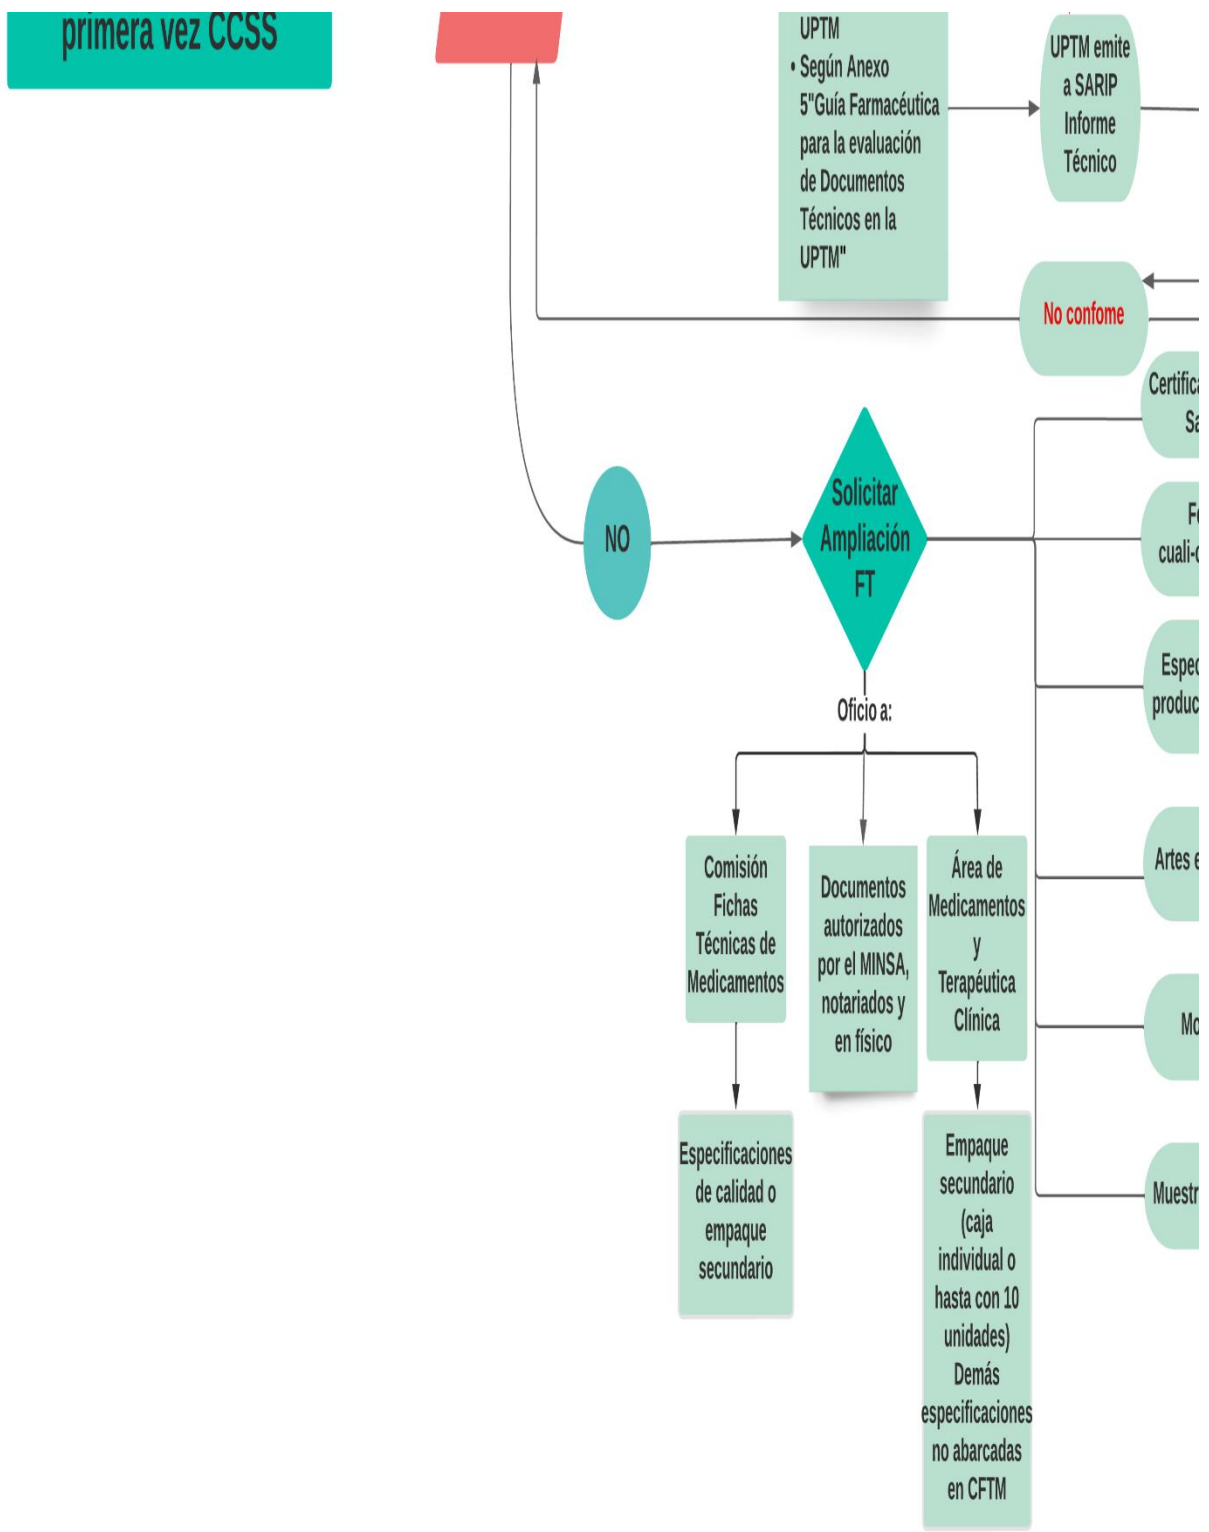 primera vez CCSS
UPTM
• Según Anexo
5"Guía Farmacéutica
para la evaluación
de Documentos
Técnicos en la
UPTM"
UPTM emite
a SARIP
Informe
Técnico
No confome
NO
Solicitar
Ampliación
FT
Oficio a:
Comisión
Fichas
Técnicas de
Medicamentos
Documentos
autorizados
por el MINSA,
notariados y
en físico
Área de
Medicamentos
y
Terapéutica
Clínica
Especificaciones
de calidad o
empaque
secundario
Empaque
secundario
(caja
individual o
hasta con 10
unidades)
Demás
especificaciones
no abarcadas
en CFTM
Artes